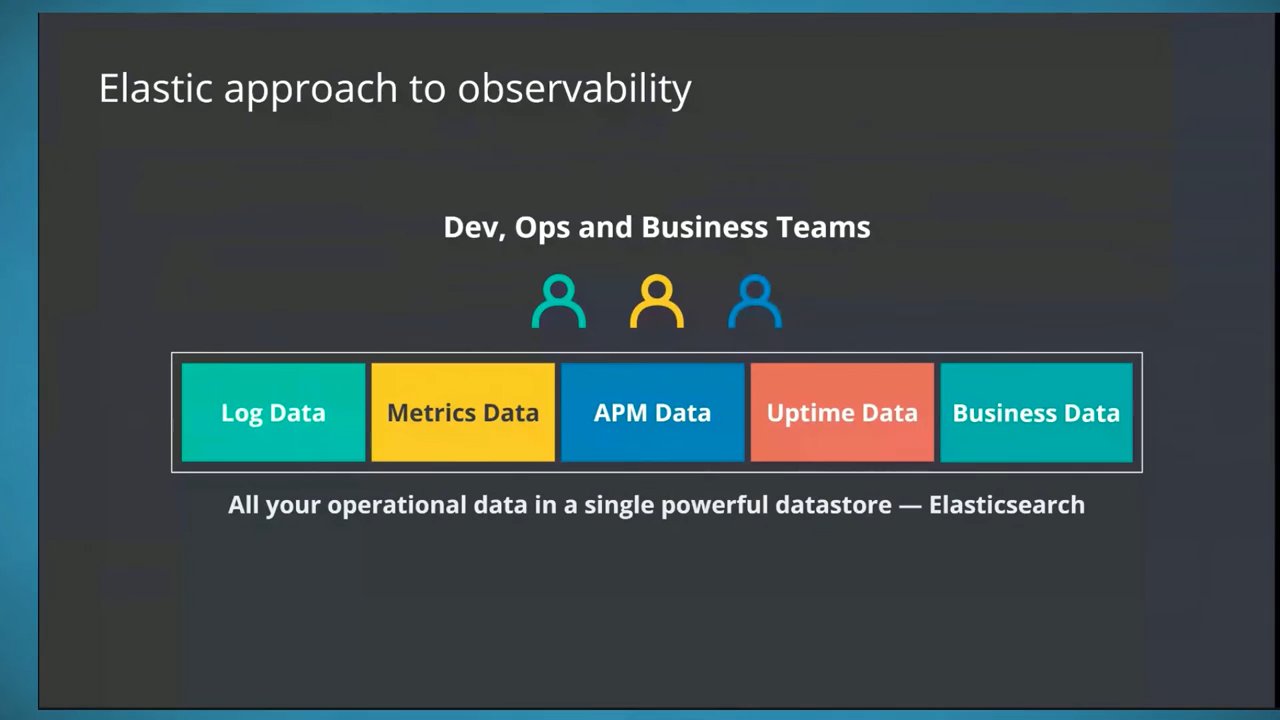 Elastic approach to observability
Dev, Ops and Business Teams
Log Data
Metrics Data
APM Data
Uptime Data
Business Data
All your operational data in a single powerful datastore — Elasticsearch